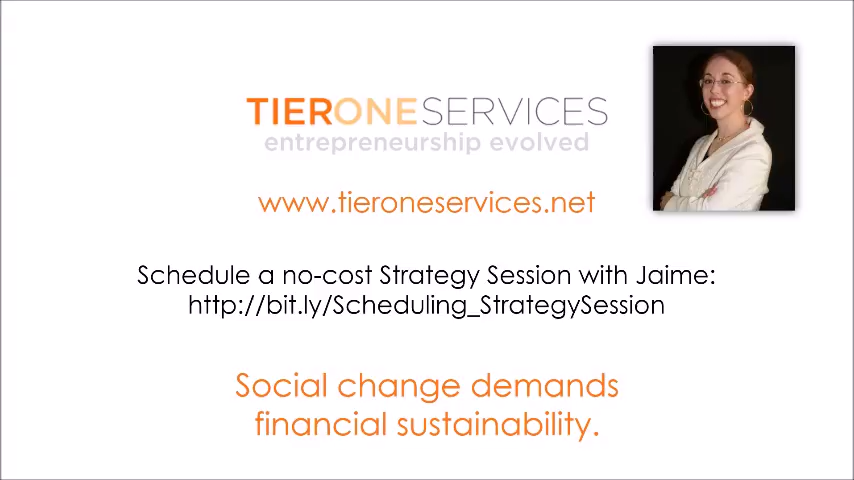 TIERONESERVICES
entrepreneurship evolved
www.tieroneservices.net
Schedule a no-cost Strategy Session with Jaime:
http://bit.ly/Scheduling_StrategySession
Social change demands
financial sustainability.